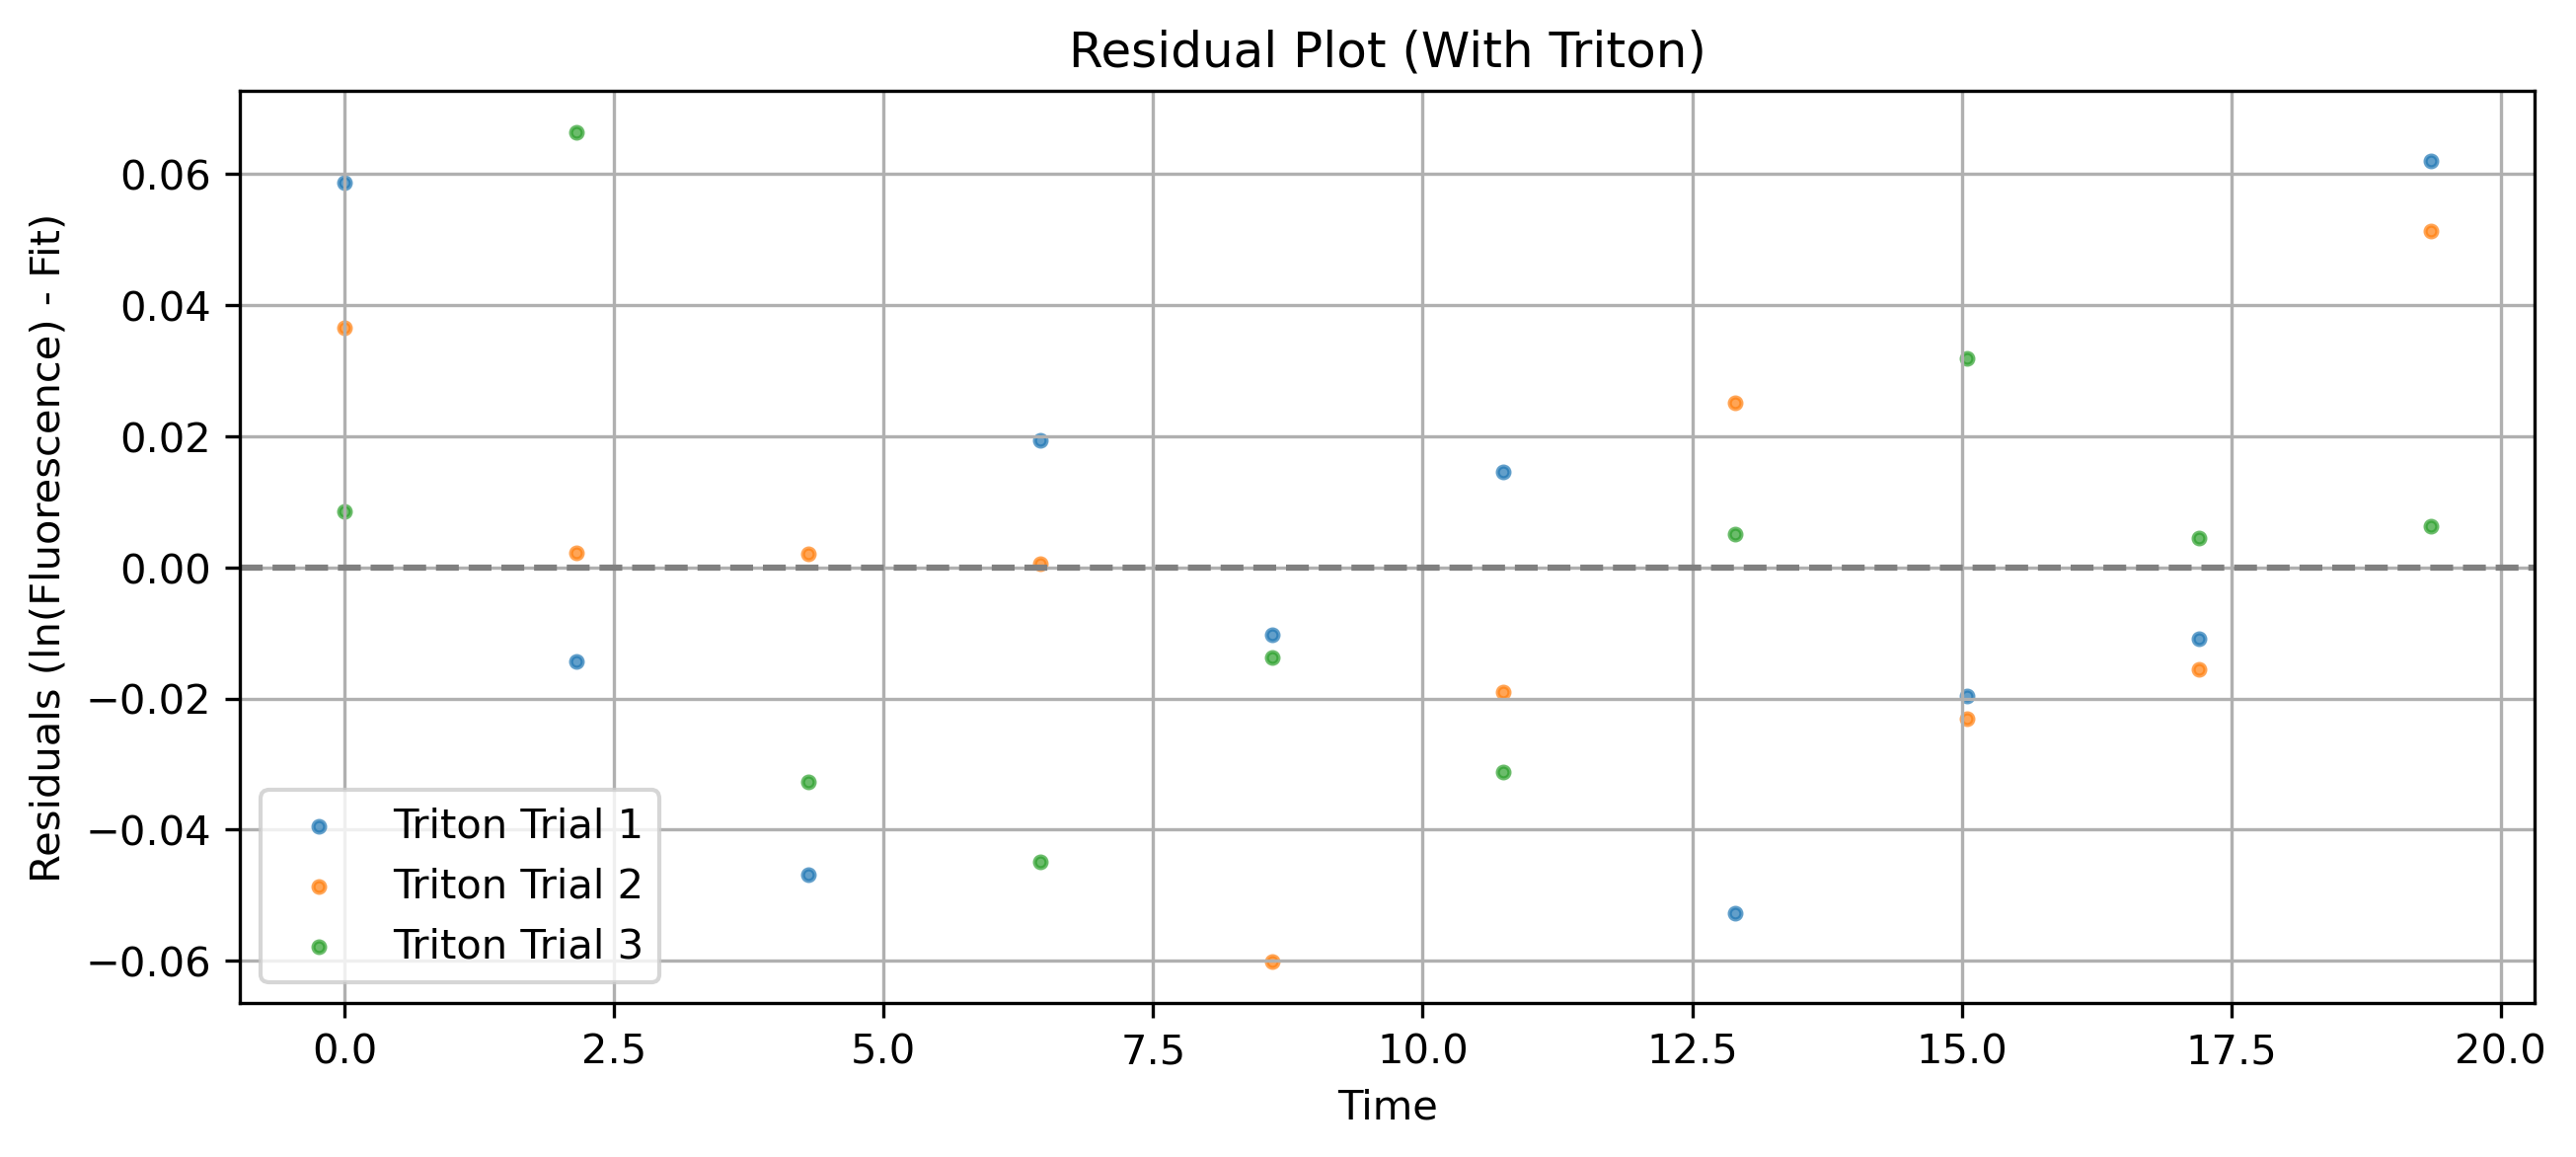 Residual Plot (With Triton)
Residuals (ln(Fluorescence) - Fit)
0.06
0.04
0.02
0.00
−0.02
−0.04
−0.06
Triton Trial 1
Triton Trial 2
Triton Trial 3
0.0 2.5 5.0 7.5 10.0 12.5 15.0 17.5 20.0
Time